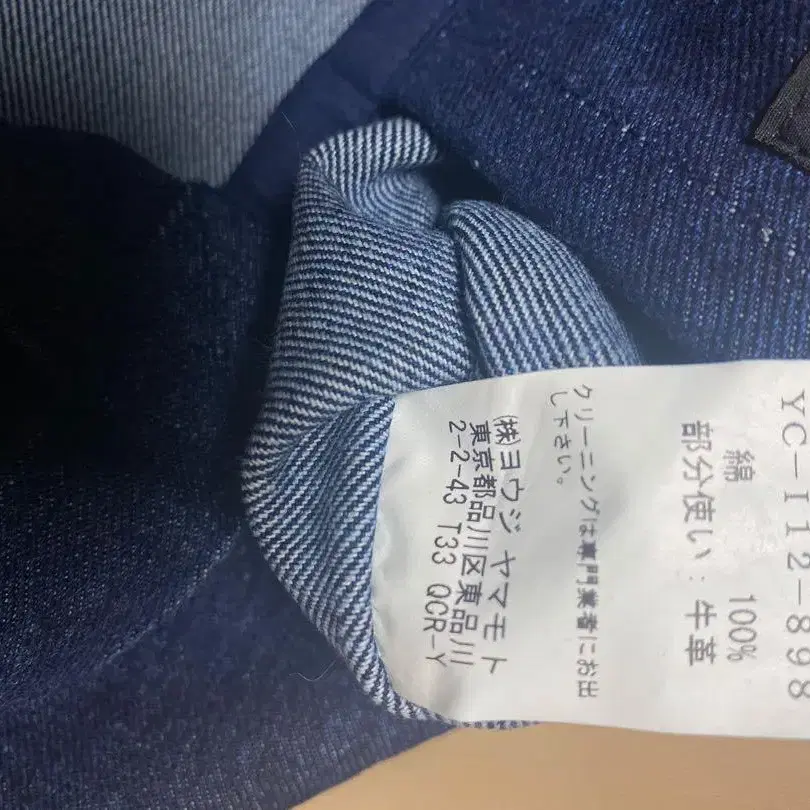 YC-I12-898
綿 100%
部分使い：牛革
クリーニングは専門業者にお出
し下さい。
㈱ヨウジ ヤマモト
東京都品川区東品川
2-2-43 T33 QCR-Y